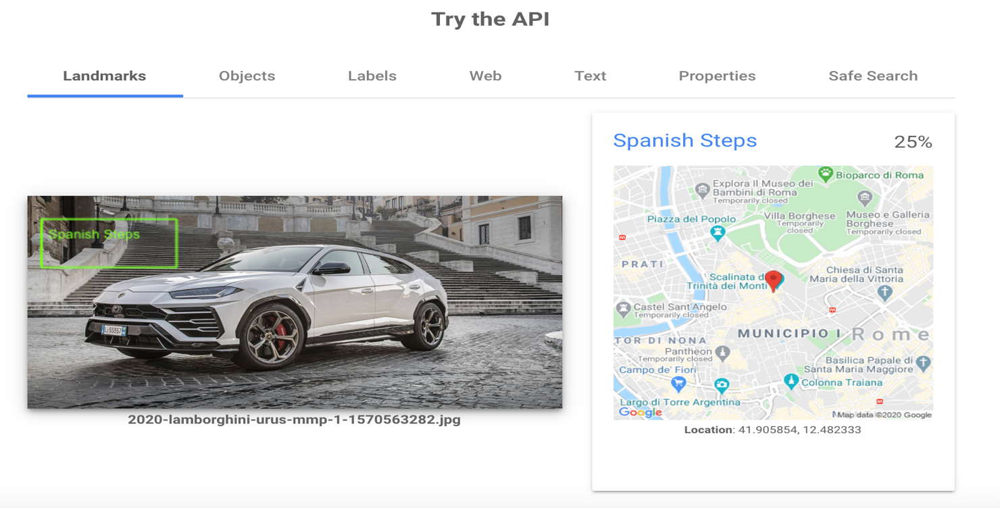 Try the API
Landmarks
Objects
Labels
Web
Text
Properties
Safe Search
Spanish Steps
2020-lamborghini-urus-mmp-1-1570563282.jpg
Spanish Steps 25%
Bioparco di Roma
Explora Il Museo dei
Bambini di Roma
Temporarily closed
Piazza del Popolo
Villa Borghese
Temporarily
closed
Museo e Galleria
Borghese
Temporarily closed
PRATI
Scalinata d
Trinità dei Monti
Chiesa di Santa
Maria della Vittoria
Castel Sant'Angelo
Temporarily closed
MUNICIPIO I
Rome
TOR DI NONA
Pantheon
Temporarily closed
Campo de' Fiori
Basilica Papale di
Santa Maria Maggiore
Colonna Traiana
Largo di Torre Argentina
Google
Map data ©2020 Google
Location: 41.905854, 12.482333